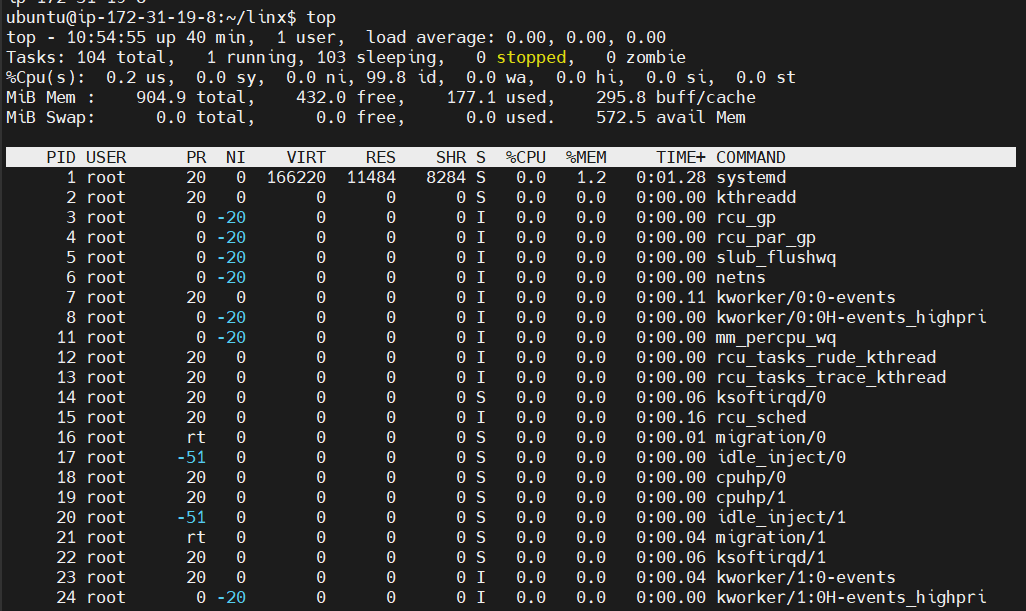 ubuntu@ip-172-31-19-8:~/linx$ top
top - 10:54:55 up 40 min,  1 user,  load average: 0.00, 0.00, 0.00
Tasks: 104 total,   1 running, 103 sleeping,   0 stopped,   0 zombie
%Cpu(s):  0.2 us,  0.0 sy,  0.0 ni, 99.8 id,  0.0 wa,  0.0 hi,  0.0 si,  0.0 st
MiB Mem :    904.9 total,    432.0 free,    177.1 used,    295.8 buff/cache
MiB Swap:      0.0 total,      0.0 free,      0.0 used.    572.5 avail Mem
PID USER      PR  NI    VIRT    RES    SHR S  %CPU  %MEM     TIME+ COMMAND
1 root      20   0  166220  11484   8284 S   0.0   1.2   0:01.28 systemd
2 root      20   0       0      0      0 S   0.0   0.0   0:00.00 kthreadd
3 root       0 -20       0      0      0 I   0.0   0.0   0:00.00 rcu_gp
4 root       0 -20       0      0      0 I   0.0   0.0   0:00.00 rcu_par_gp
5 root       0 -20       0      0      0 I   0.0   0.0   0:00.00 slub_flushwq
6 root       0 -20       0      0      0 I   0.0   0.0   0:00.00 netns
7 root      20   0       0      0      0 I   0.0   0.0   0:00.11 kworker/0:0-events
8 root       0 -20       0      0      0 I   0.0   0.0   0:00.00 kworker/0:0H-events_highpri
11 root       0 -20       0      0      0 I   0.0   0.0   0:00.00 mm_percpu_wq
12 root      20   0       0      0      0 I   0.0   0.0   0:00.00 rcu_tasks_rude_kthread
13 root      20   0       0      0      0 I   0.0   0.0   0:00.00 rcu_tasks_trace_kthread
14 root      20   0       0      0      0 S   0.0   0.0   0:00.06 ksoftirqd/0
15 root      20   0       0      0      0 I   0.0   0.0   0:00.16 rcu_sched
16 root      rt   0       0      0      0 S   0.0   0.0   0:00.01 migration/0
17 root     -51   0       0      0      0 S   0.0   0.0   0:00.00 idle_inject/0
18 root      20   0       0      0      0 S   0.0   0.0   0:00.00 cpuhp/0
19 root      20   0       0      0      0 S   0.0   0.0   0:00.00 cpuhp/1
20 root     -51   0       0      0      0 S   0.0   0.0   0:00.00 idle_inject/1
21 root      rt   0       0      0      0 S   0.0   0.0   0:00.04 migration/1
22 root      20   0       0      0      0 S   0.0   0.0   0:00.06 ksoftirqd/1
23 root      20   0       0      0      0 I   0.0   0.0   0:00.04 kworker/1:0-events
24 root       0 -20       0      0      0 I   0.0   0.0   0:00.00 kworker/1:0H-events_highpri